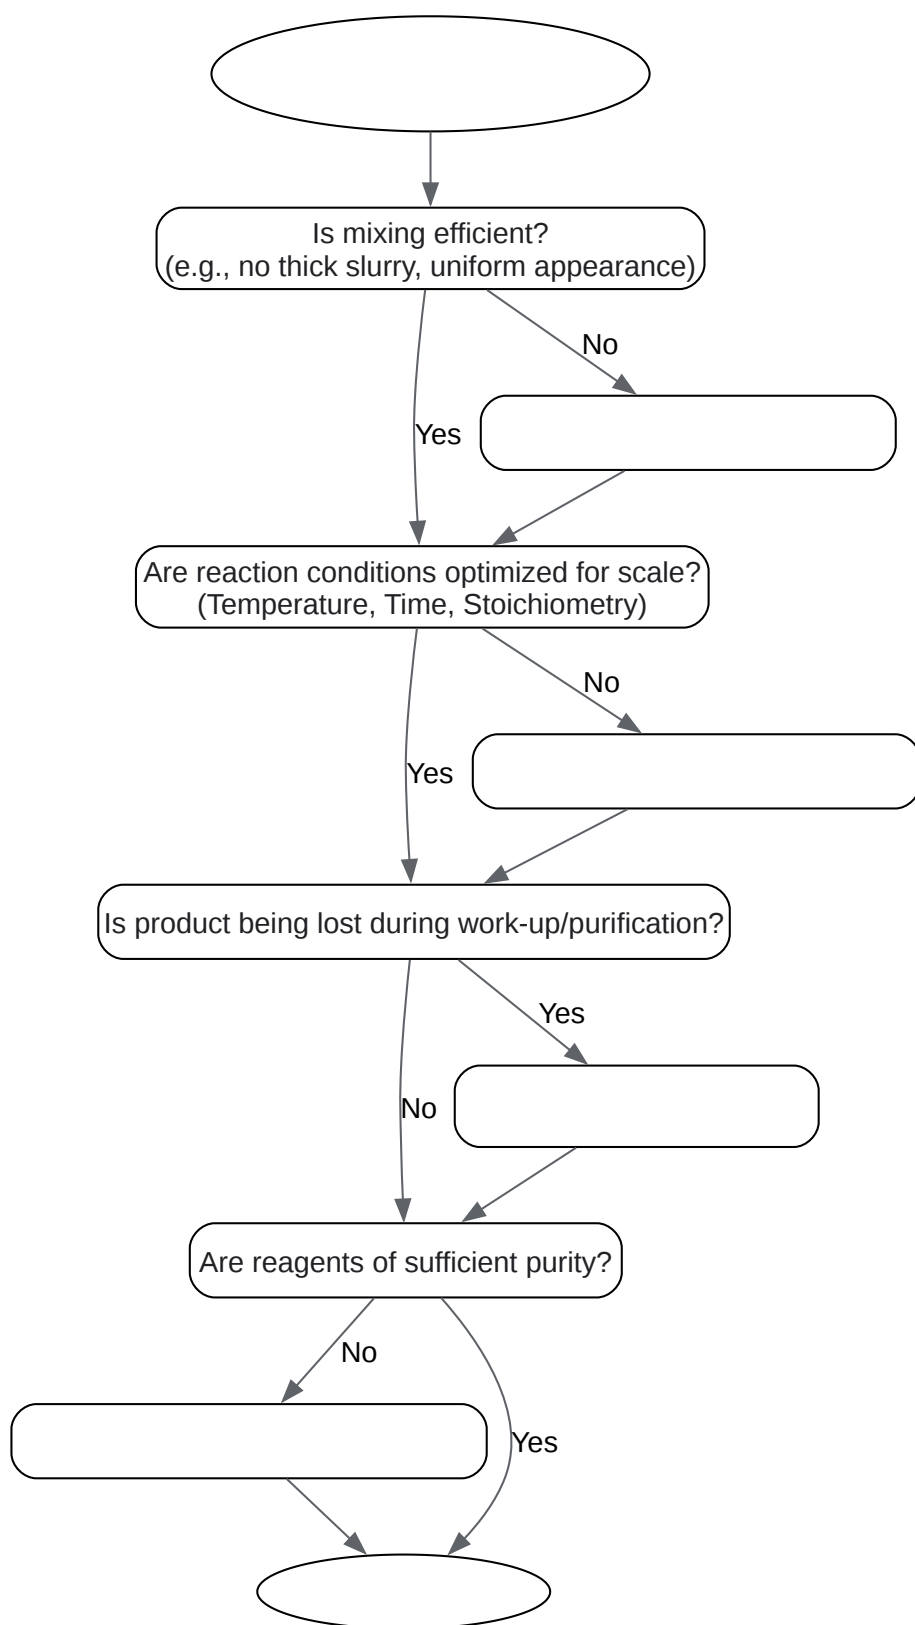 Is mixing efficient?
(e.g., no thick slurry, uniform appearance)
No
Yes
Are reaction conditions optimized for scale?
(Temperature, Time, Stoichiometry)
No
Yes
Is product being lost during work-up/purification?
Yes
No
Are reagents of sufficient purity?
No
Yes